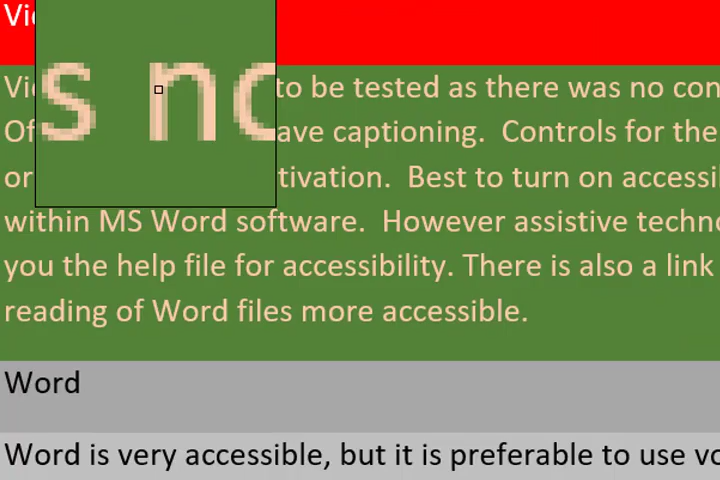 Vi
s no
Vi to be tested as there was no con
Of ave captioning.  Controls for the
or tivation.  Best to turn on accessi
within MS Word software.  However assistive techno
you the help file for accessibility. There is also a link
reading of Word files more accessible.
Word
Word is very accessible, but it is preferable to use vo